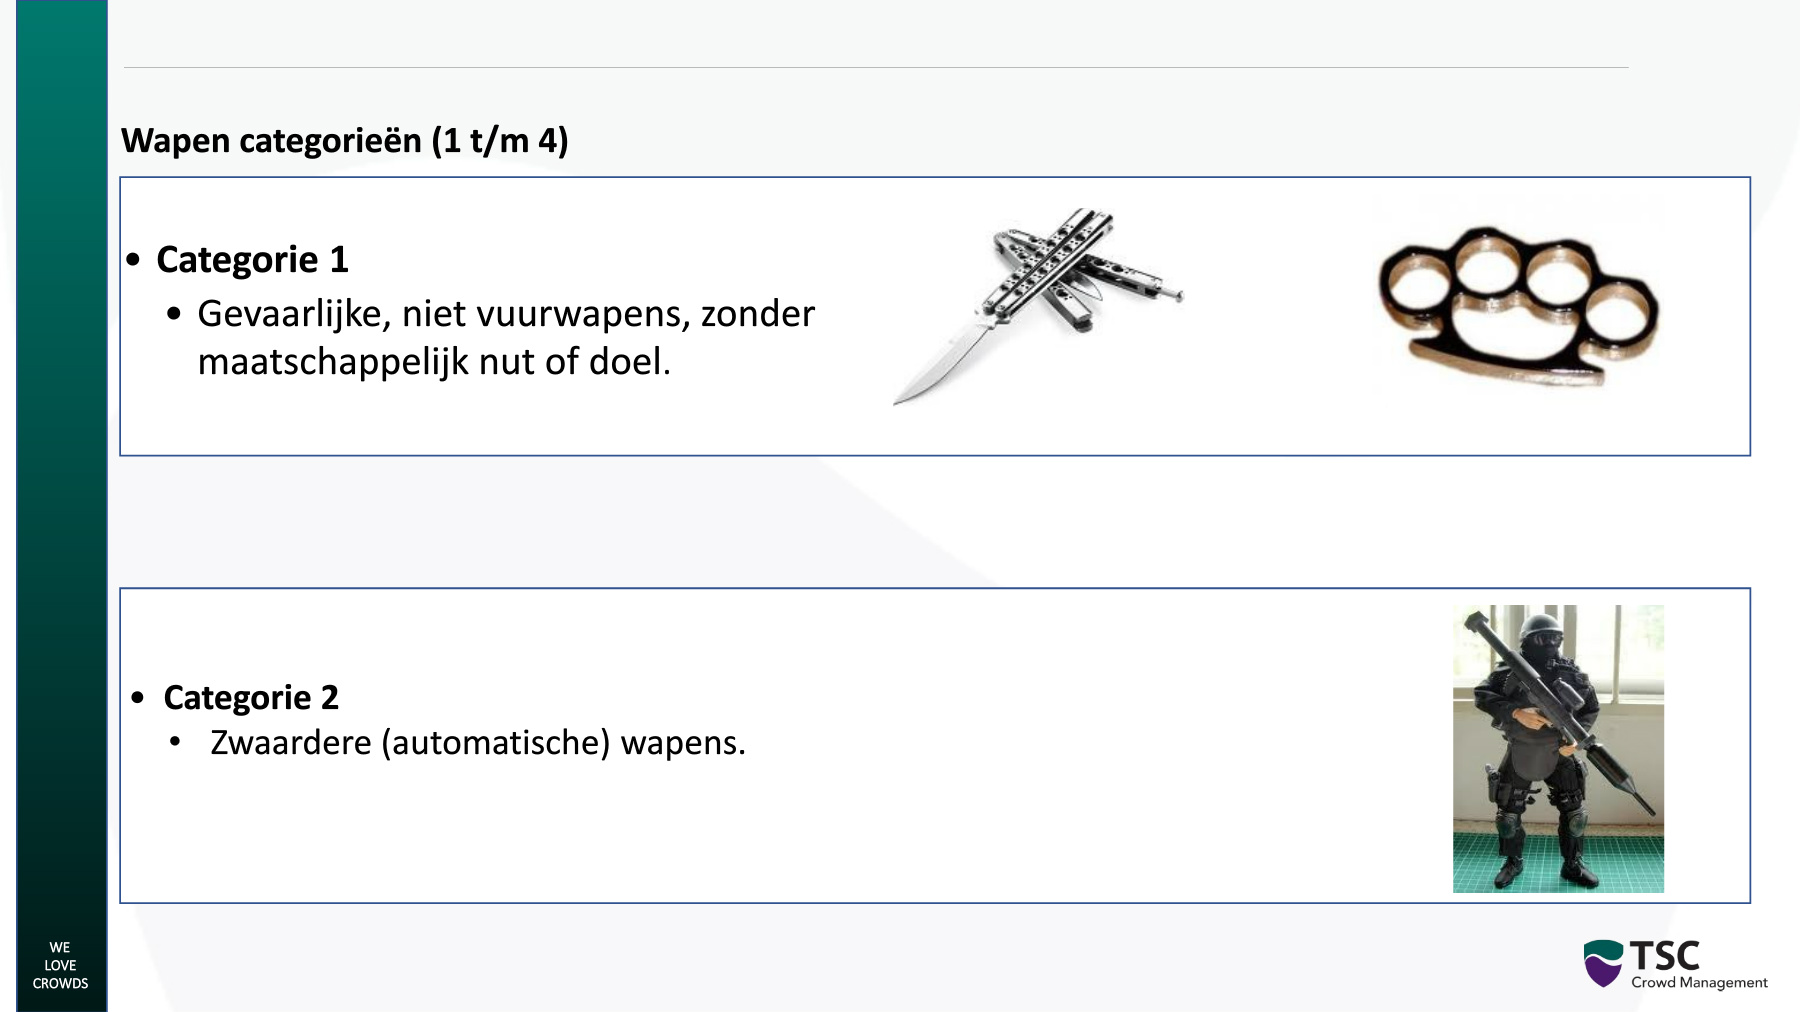 Wapen categorieën (1 t/m 4)
• Categorie 1
• Gevaarlijke, niet vuurwapens, zonder
maatschappelijk nut of doel.
• Categorie 2
• Zwaardere (automatische) wapens.
WE
LOVE
CROWDS
TSC
Crowd Management